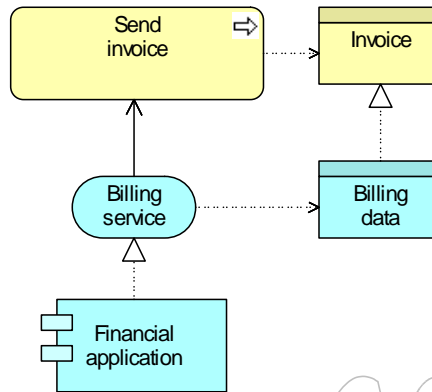 Send
invoice
Invoice
Billing
service
Billing
data
Financial
application